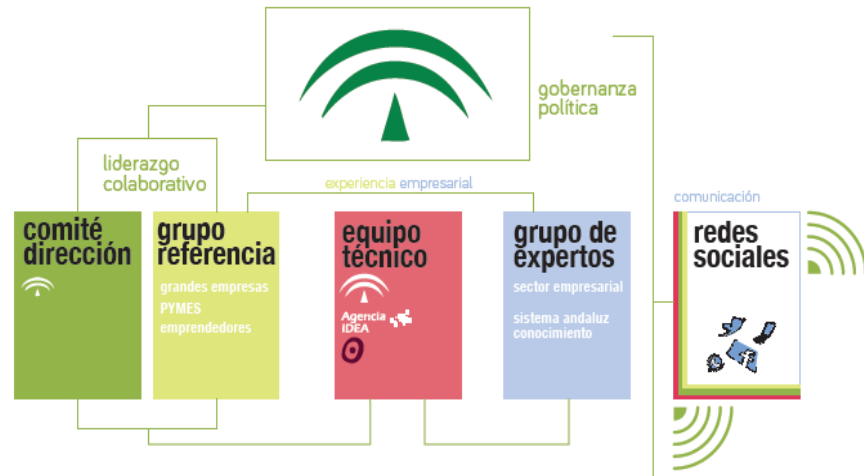 gobernanza
política
liderazgo
colaborativo
experiencia empresarial
comunicación
comité
dirección
grupo
referencia
grandes empresas
PYMES
emprendedores
equipo
técnico
Agencia
IDEA
grupo de
expertos
sector empresarial
sistema andaluz
conocimiento
redes
sociales